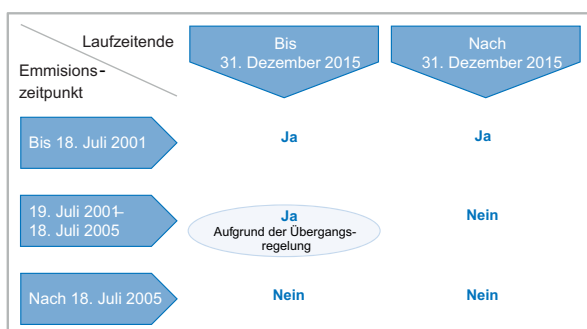 Laufzeitende
Emmisions-
zeitpunkt
Bis
31. Dezember 2015
Nach
31. Dezember 2015
Bis 18. Juli 2001
Ja
Ja
19. Juli 2001–
18. Juli 2005
Ja
Aufgrund der Übergangs-
regelung
Nein
Nach 18. Juli 2005
Nein
Nein